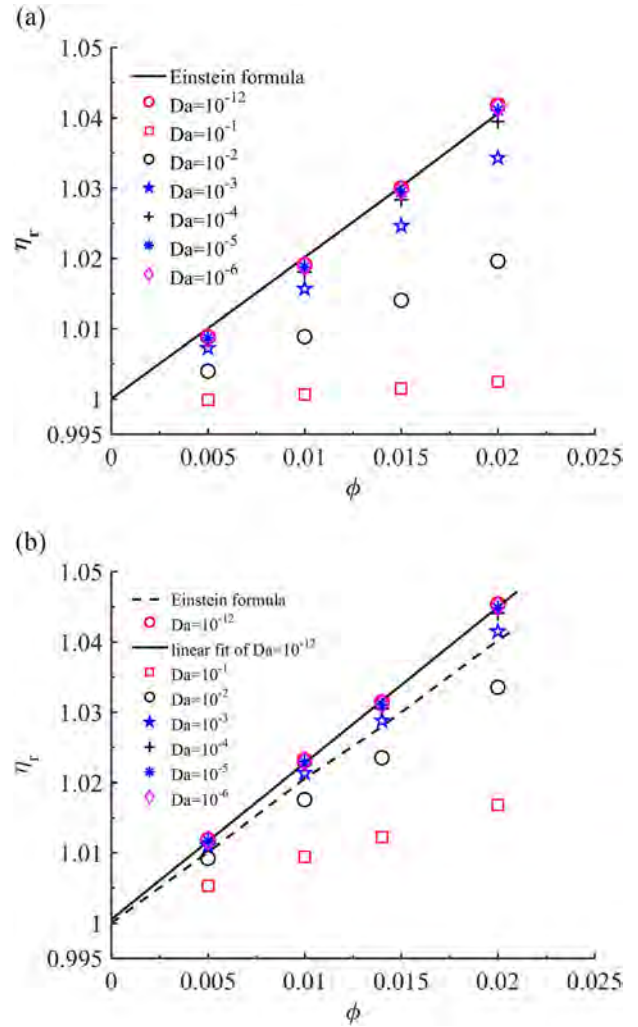 (a)
1.05
Einstein formula
Da=10⁻¹²
1.04
Da=10⁻¹
Da=10⁻²
1.03
Da=10⁻³
Da=10⁻⁴
ηr
1.02
Da=10⁻⁵
Da=10⁻⁶
1.01
1
0.995
0 0.005 0.01 0.015 0.02 0.025
ϕ
(b)
1.05
Einstein formula
Da=10⁻¹²
1.04
linear fit of Da=10⁻¹²
Da=10⁻¹
Da=10⁻²
1.03
Da=10⁻³
Da=10⁻⁴
ηr
1.02
Da=10⁻⁵
Da=10⁻⁶
1.01
1
0.995
0 0.005 0.01 0.015 0.02 0.025
ϕ